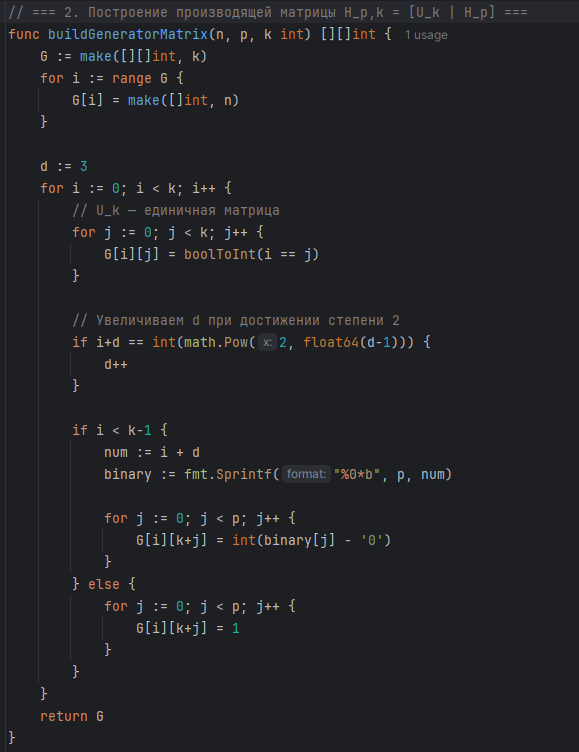 // === 2. Построение производящей матрицы H_p,k = [U_k | H_p] ===
func buildGeneratorMatrix(n, p, k int) [][]int { 1 usage
    G := make([][]int, k)
    for i := range G {
        G[i] = make([]int, n)
    }

    d := 3
    for i := 0; i < k; i++ {
        // U_k — единичная матрица
        for j := 0; j < k; j++ {
            G[i][j] = boolToInt(i == j)
        }

        // Увеличиваем d при достижении степени 2
        if i+d == int(math.Pow( x: 2, float64(d-1))) {
            d++
        }

        if i < k-1 {
            num := i + d
            binary := fmt.Sprintf( format: "%0*b", p, num)

            for j := 0; j < p; j++ {
                G[i][k+j] = int(binary[j] - '0')
            }
        } else {
            for j := 0; j < p; j++ {
                G[i][k+j] = 1
            }
        }
    }
    return G
}